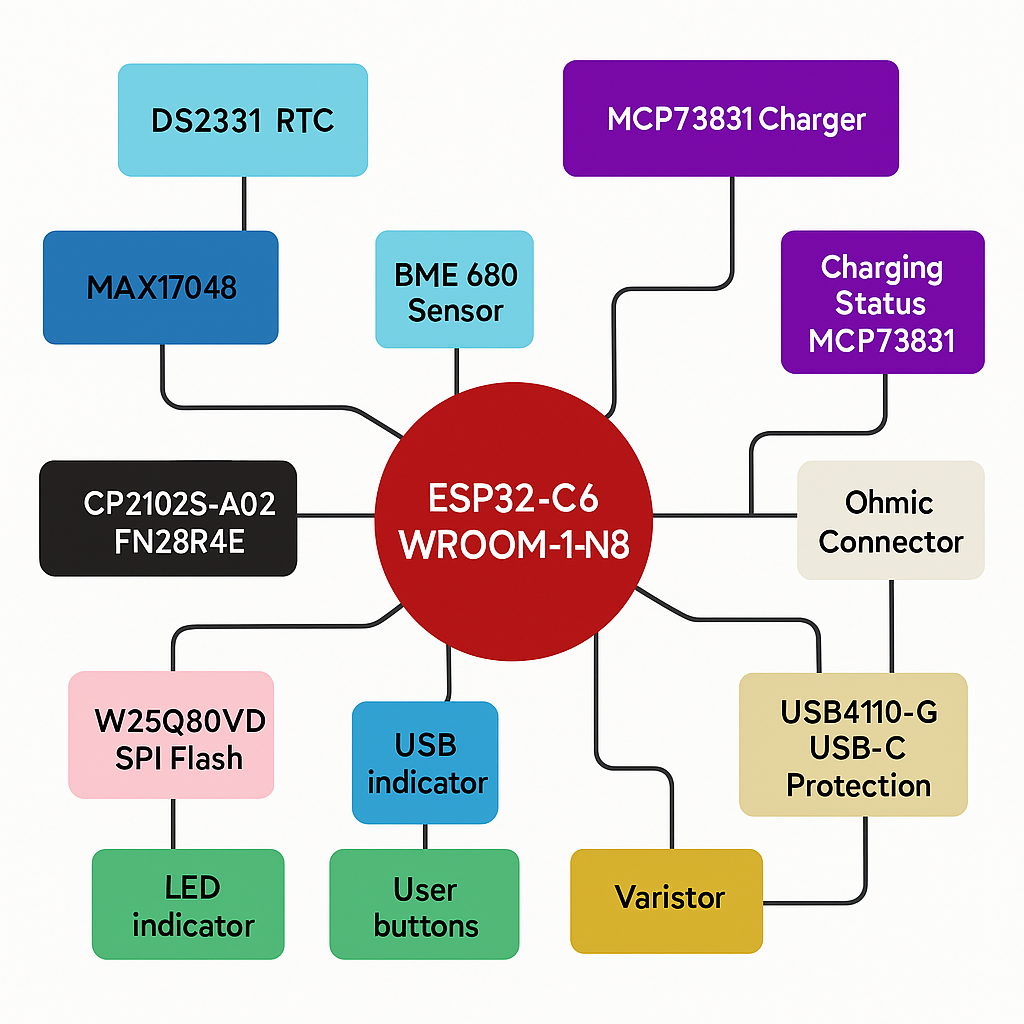 DS2331 RTC
MCP73831 Charger
MAX17048
BME 680
Sensor
Charging
Status
MCP73831
CP2102S-A02
FN28R4E
ESP32-C6
WROOM-1-N8
Ohmic
Connector
W25Q80VD
SPI Flash
USB
indicator
USB4110-G
USB-C
Protection
LED
indicator
User
buttons
Varistor